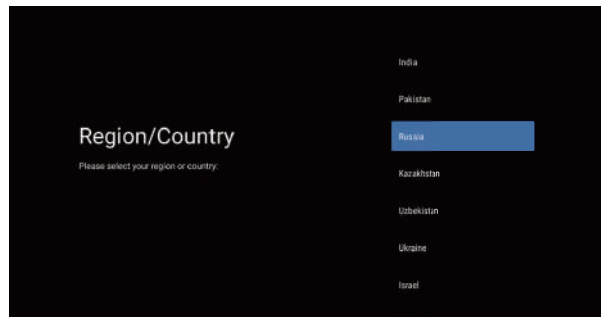 Region/Country
Please select your region or country.
India
Pakistan
Russia
Kazakhstan
Uzbekistan
Ukraine
Israel